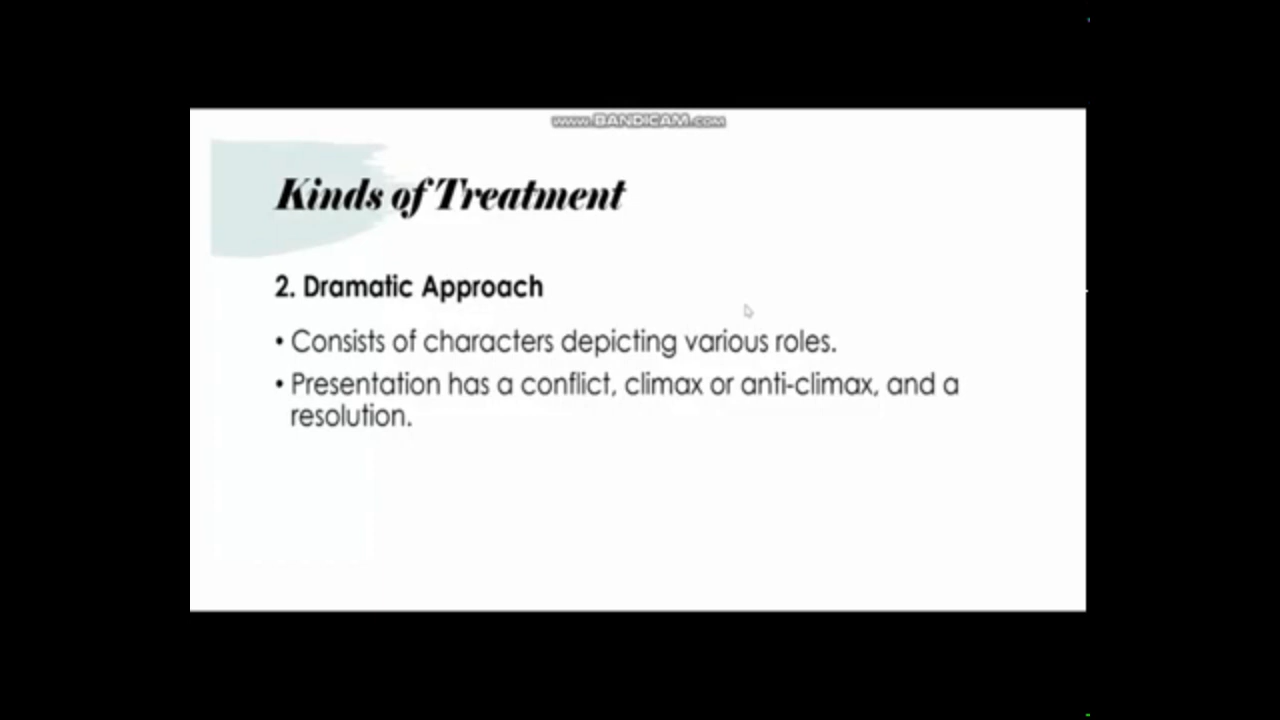 www.BANDICAM.com
Kinds of Treatment
2. Dramatic Approach
• Consists of characters depicting various roles.
• Presentation has a conflict, climax or anti-climax, and a
resolution.